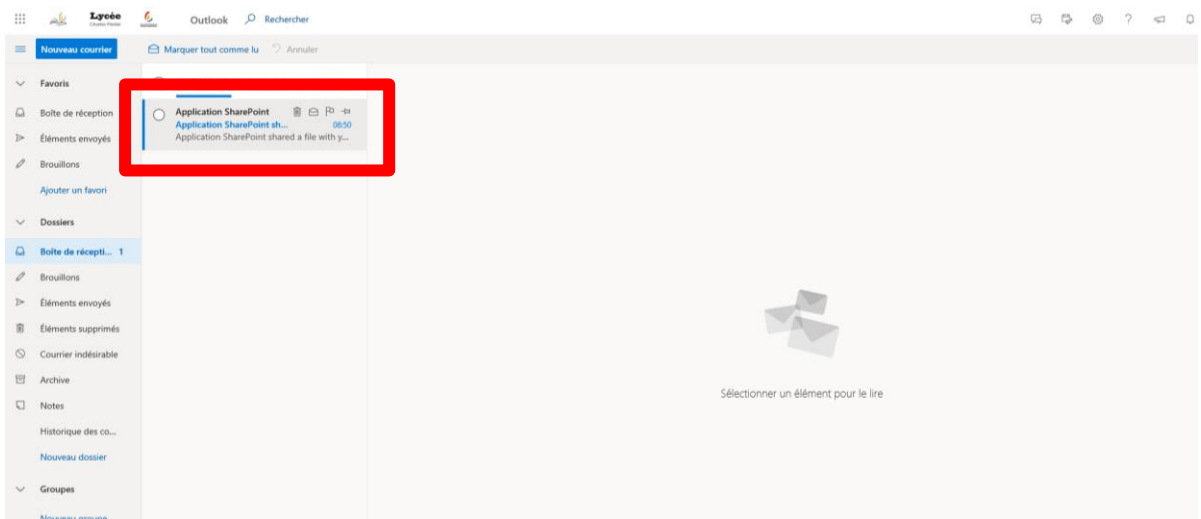 Lycée
Outlook
Rechercher
Nouveau courrier
Marquer tout comme lu
Annuler
Favoris
Boîte de réception
Éléments envoyés
Brouillons
Ajouter un favori
Dossiers
Boîte de récepti... 1
Brouillons
Éléments envoyés
Éléments supprimés
Courrier indésirable
Archive
Notes
Historique des co...
Nouveau dossier
Groupes
Nouveau groupe
Application SharePoint
Application SharePoint sh... 08:50
Application SharePoint shared a file with y...
Sélectionner un élément pour le lire